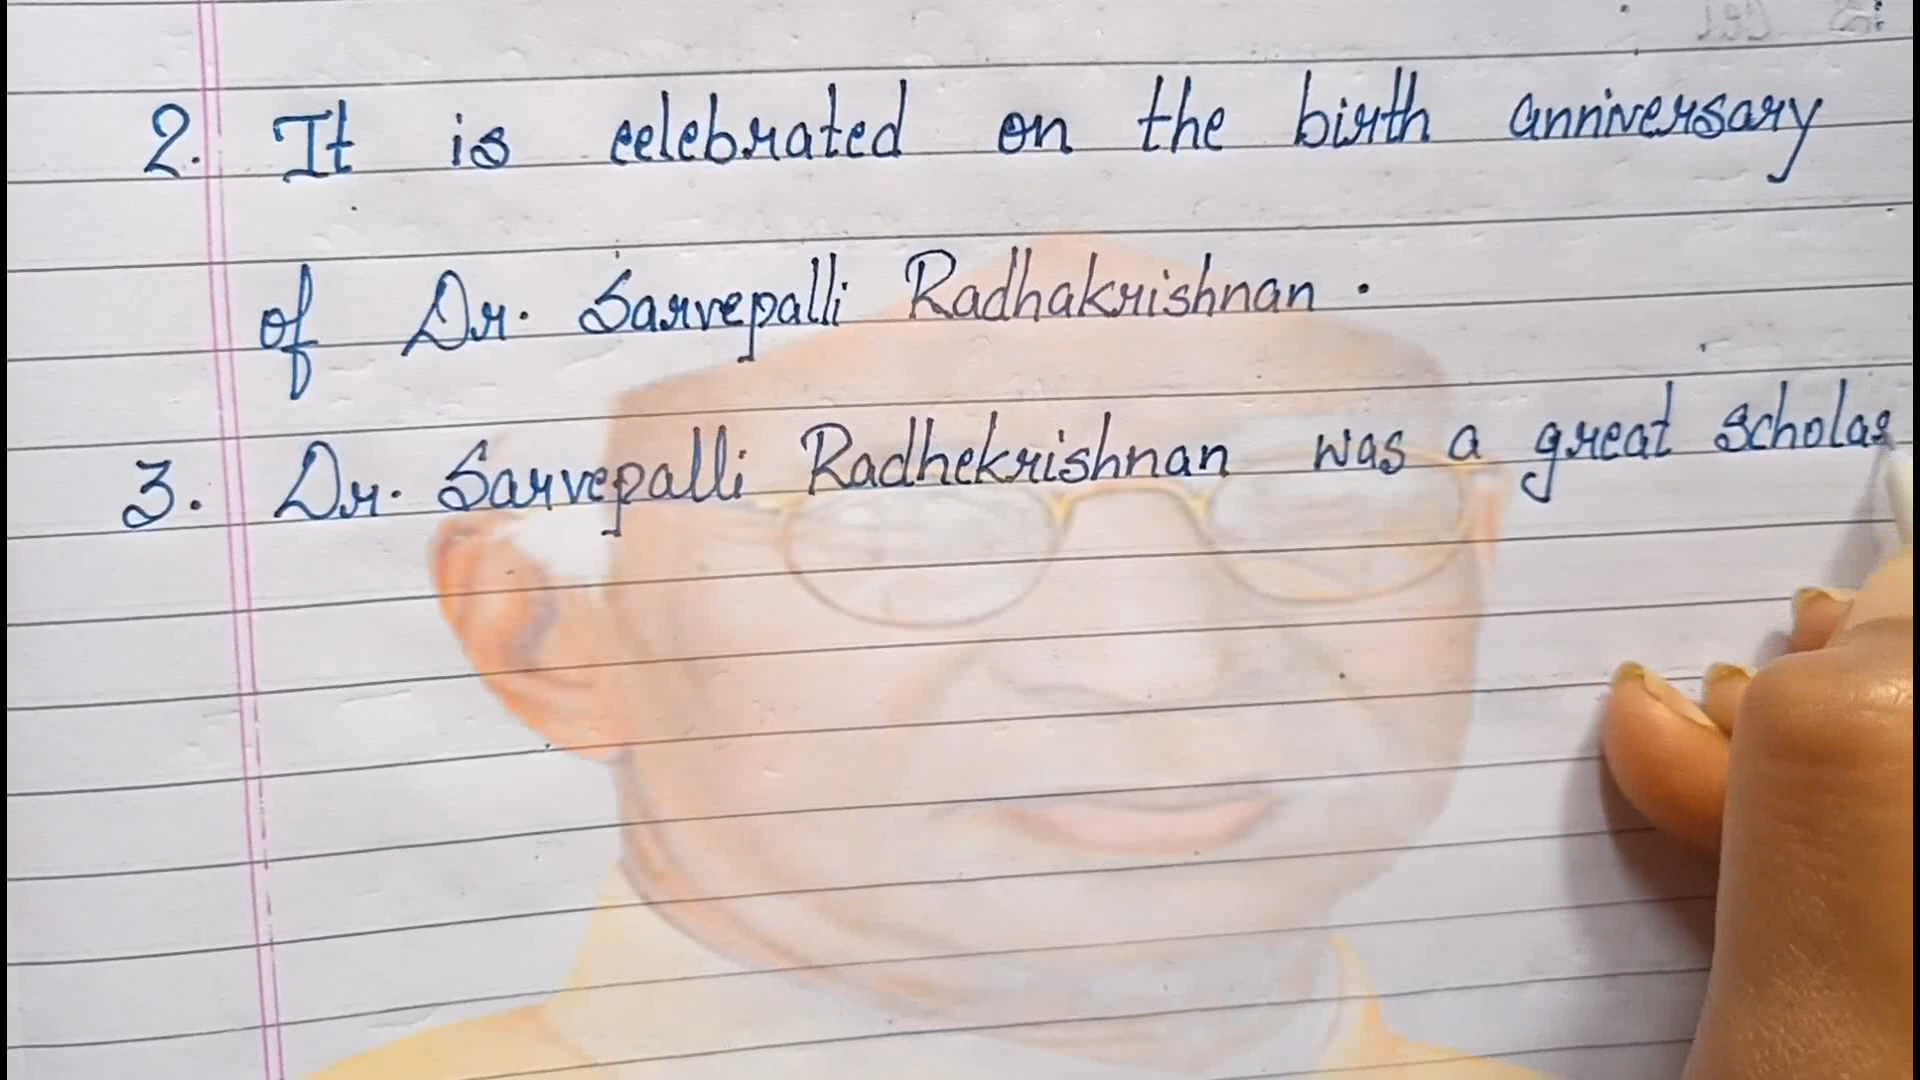 2. It is celebrated on the birth anniversary
of Dr. Sarvepalli Radhakrishnan.
3. Dr. Sarvepalli Radhekrishnan was a great scholar